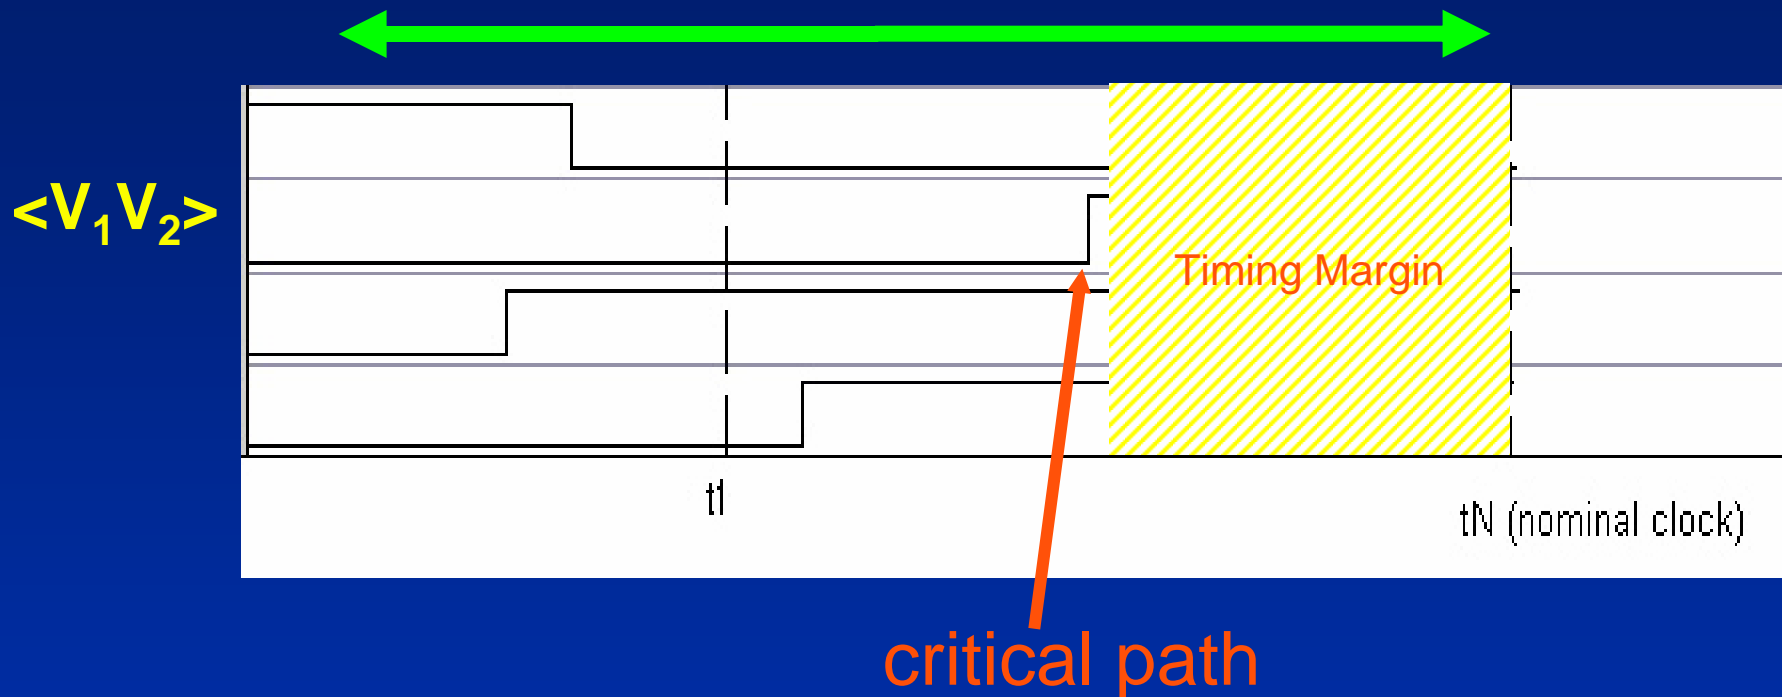 <V₁V₂>
Timing Margin
t1
tN (nominal clock)
critical path